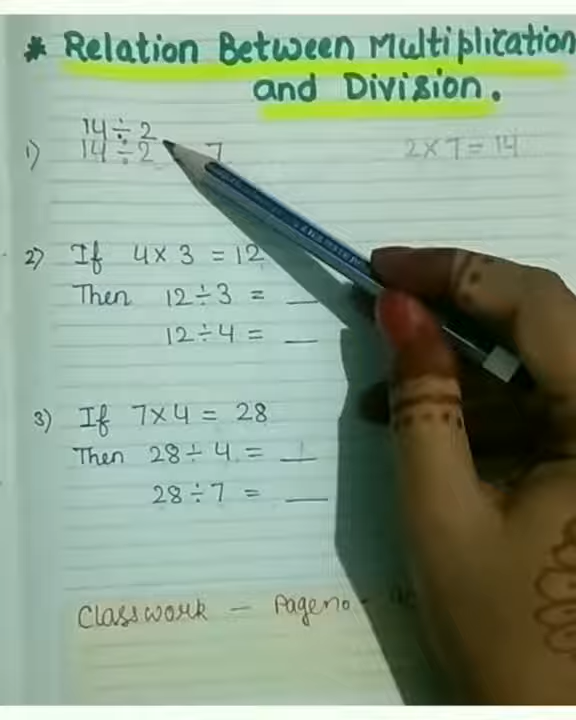 * Relation Between Multiplication
and Division.
14÷2
1) 14÷2 7 2×7=14
2) If 4×3 = 12
Then 12÷3 = __
12÷4 = __
3) If 7×4 = 28
Then 28÷4 = __
28÷7 = __
Classwork - Pageno-